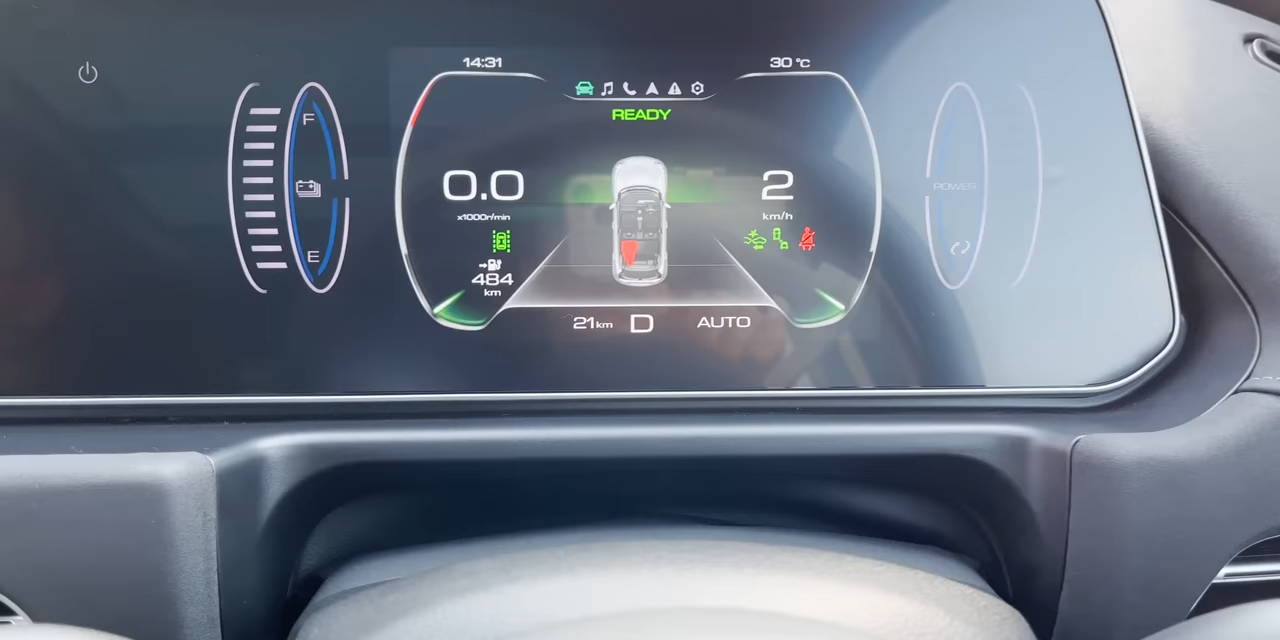 14:31
30 °C
READY
F
0.0
2
POWER
x1000r/min
km/h
E
484
km
21km D AUTO